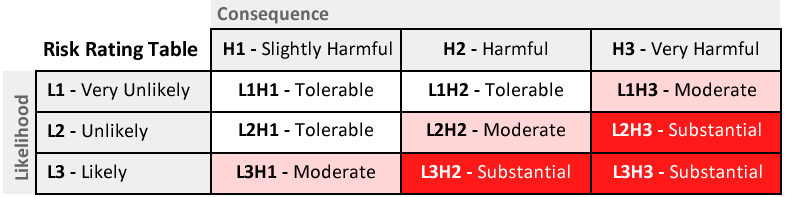 Consequence
Risk Rating Table H1 - Slightly Harmful H2 - Harmful H3 - Very Harmful
Likelihood
L1 - Very Unlikely L1H1 - Tolerable L1H2 - Tolerable L1H3 - Moderate
L2 - Unlikely L2H1 - Tolerable L2H2 - Moderate L2H3 - Substantial
L3 - Likely L3H1 - Moderate L3H2 - Substantial L3H3 - Substantial